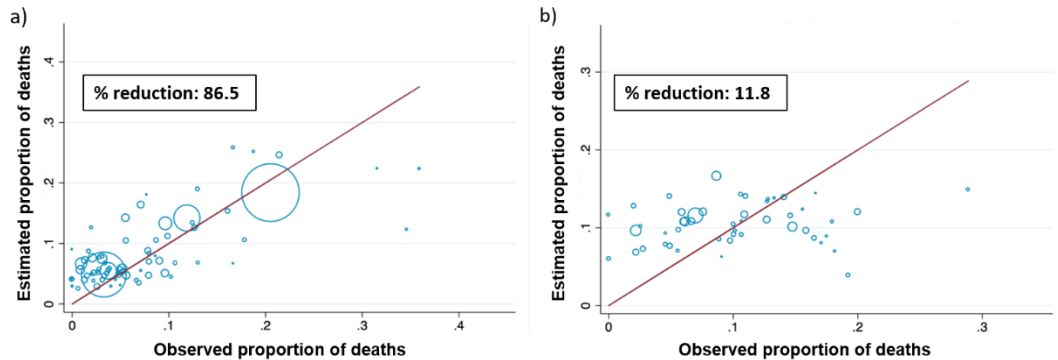 a)
Estimated proportion of deaths
.4
.3
.2
.1
0
% reduction: 86.5
0
.1
.2
.3
.4
Observed proportion of deaths
b)
Estimated proportion of deaths
.3
.2
.1
0
% reduction: 11.8
0
.1
.2
.3
Observed proportion of deaths